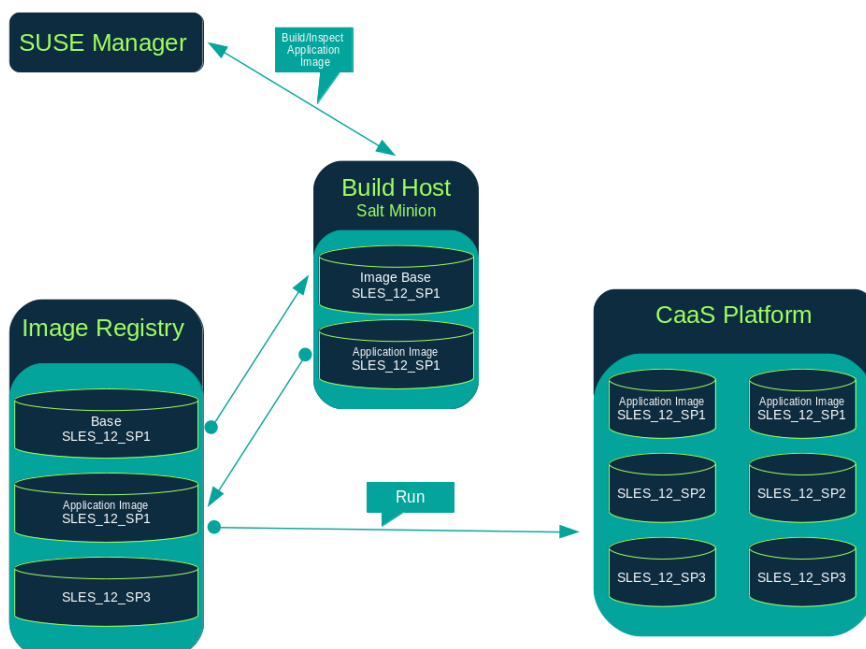 SUSE Manager
Build/Inspect
Application
Image
Build Host
Salt Minion
Image Base
SLES_12_SP1
Application Image
SLES_12_SP1
Image Registry
Base
SLES_12_SP1
Application Image
SLES_12_SP1
SLES_12_SP3
Run
CaaS Platform
Application Image
SLES_12_SP1
Application Image
SLES_12_SP1
SLES_12_SP2
SLES_12_SP2
SLES_12_SP3
SLES_12_SP3